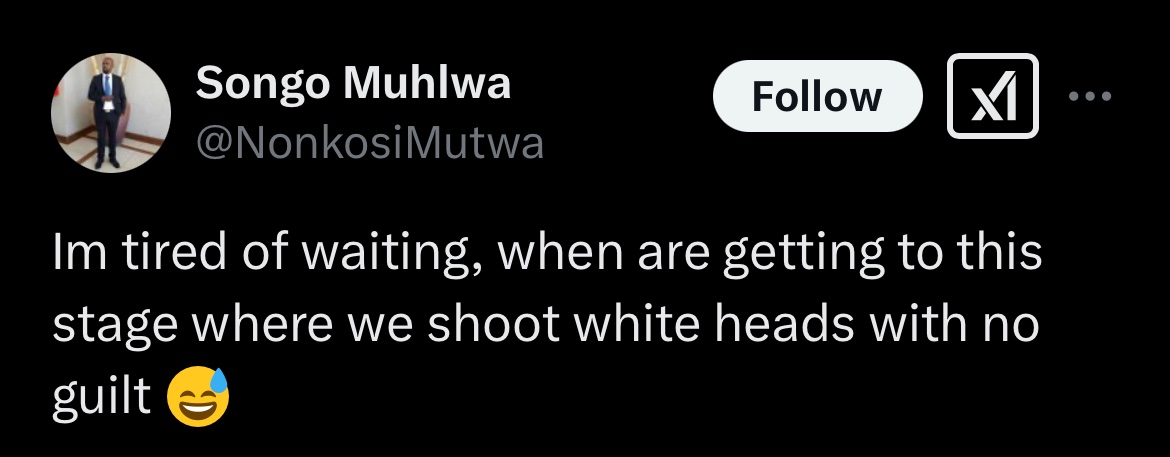 Songo Muhlwa
@NonkosiMutwa
Follow
Im tired of waiting, when are getting to this
stage where we shoot white heads with no
guilt 😅